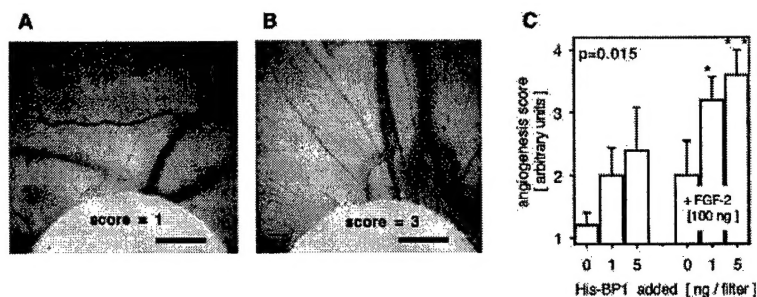 A
B
C
score = 1
score = 3
p=0.015
* * *
angiogenesis score
[ arbitrary units ]
4
3
2
1
+ FGF-2
[100 ng]
0 1 5 0 1 5
His-BP1 added [ ng / filter ]